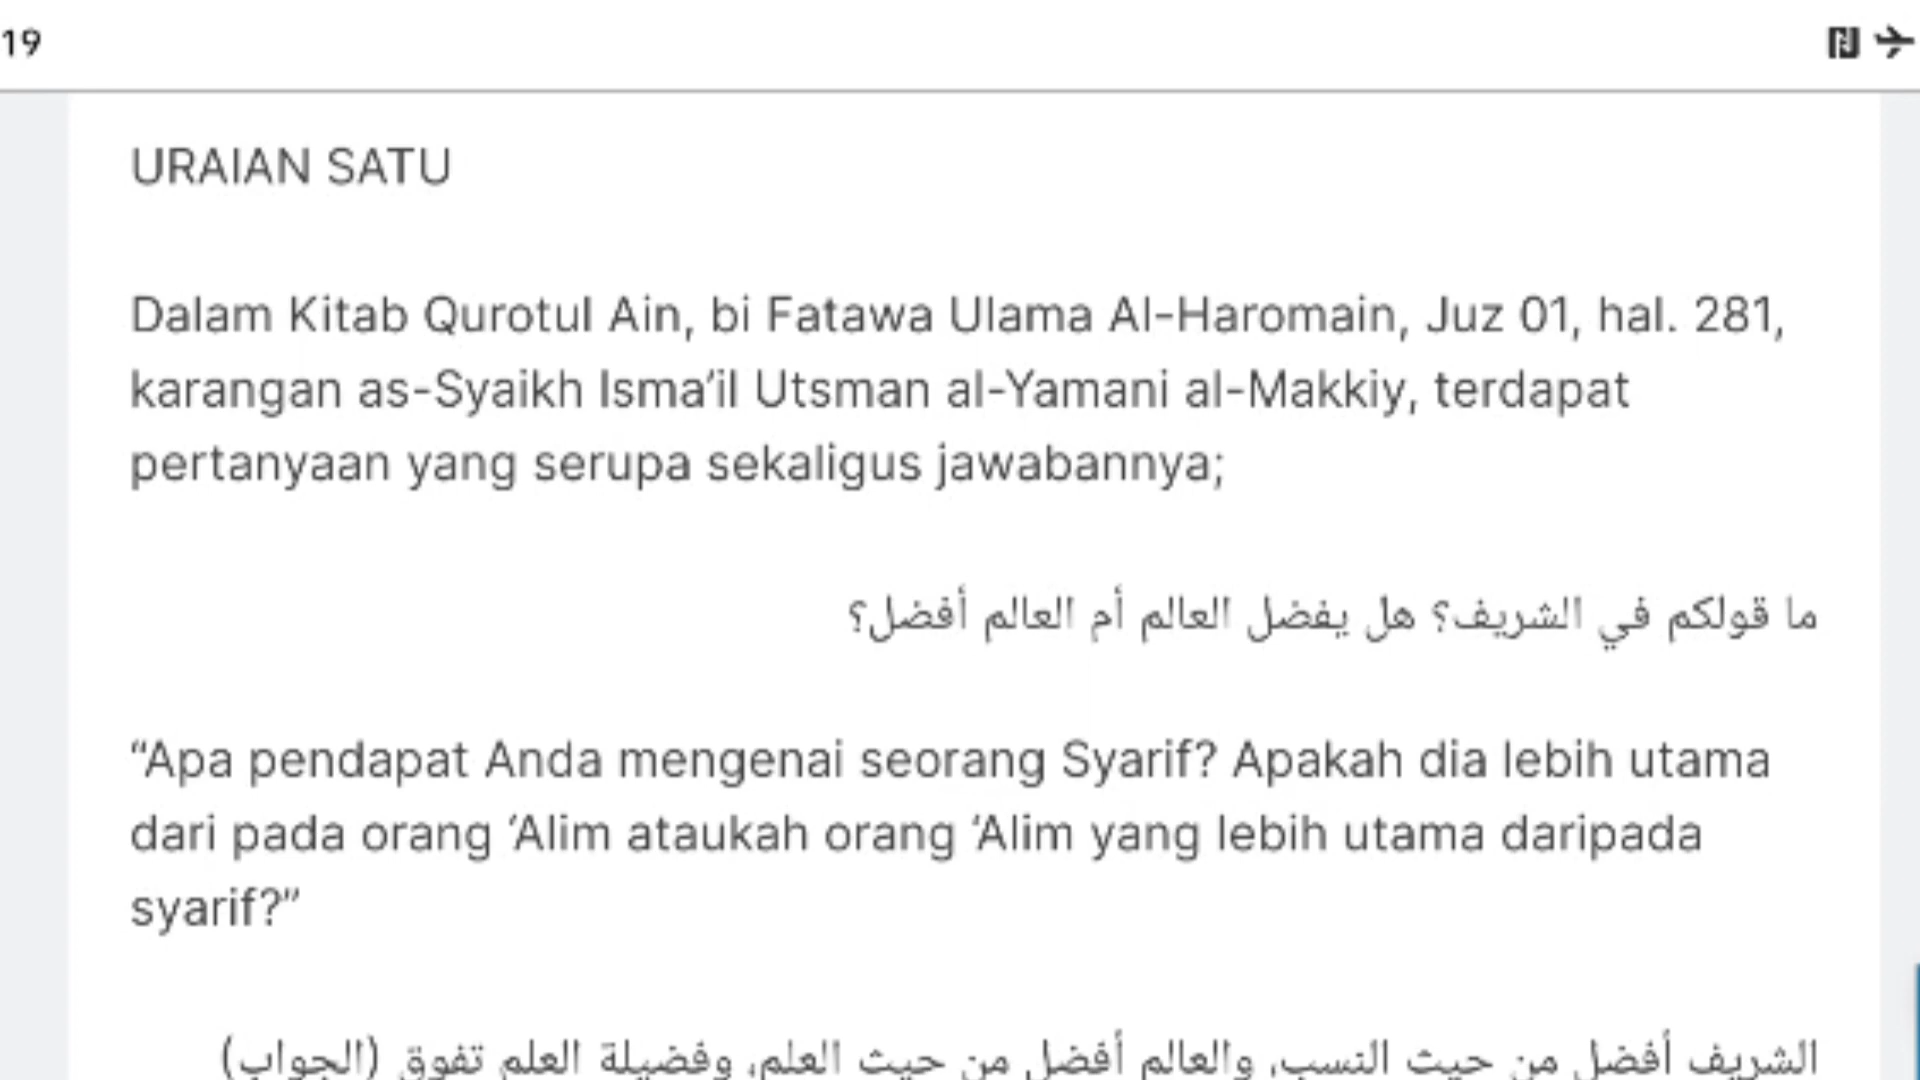 19
URAIAN SATU
Dalam Kitab Qurotul Ain, bi Fatawa Ulama Al-Haromain, Juz 01, hal. 281,
karangan as-Syaikh Isma’il Utsman al-Yamani al-Makkiy, terdapat
pertanyaan yang serupa sekaligus jawabannya;
ما قولكم في الشريف؟ هل يفضل العالم أم العالم أفضل؟
“Apa pendapat Anda mengenai seorang Syarif? Apakah dia lebih utama
dari pada orang ‘Alim ataukah orang ‘Alim yang lebih utama daripada
syarif?”
الشريف أفضل من حيث النسب، والعالم أفضل من حيث العلم، وفضيلة العلم تفوق (الجواب)